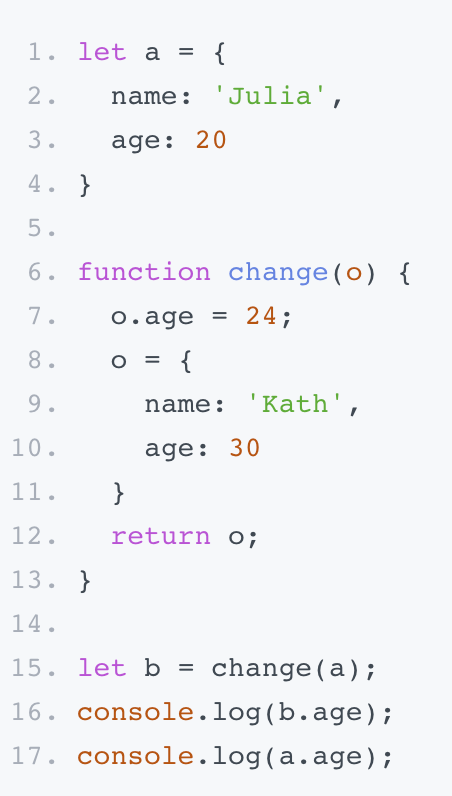 1. let a = {
2.   name: 'Julia',
3.   age: 20
4. }
5.
6. function change(o) {
7.   o.age = 24;
8.   o = {
9.     name: 'Kath',
10.     age: 30
11.   }
12.   return o;
13. }
14.
15. let b = change(a);
16. console.log(b.age);
17. console.log(a.age);